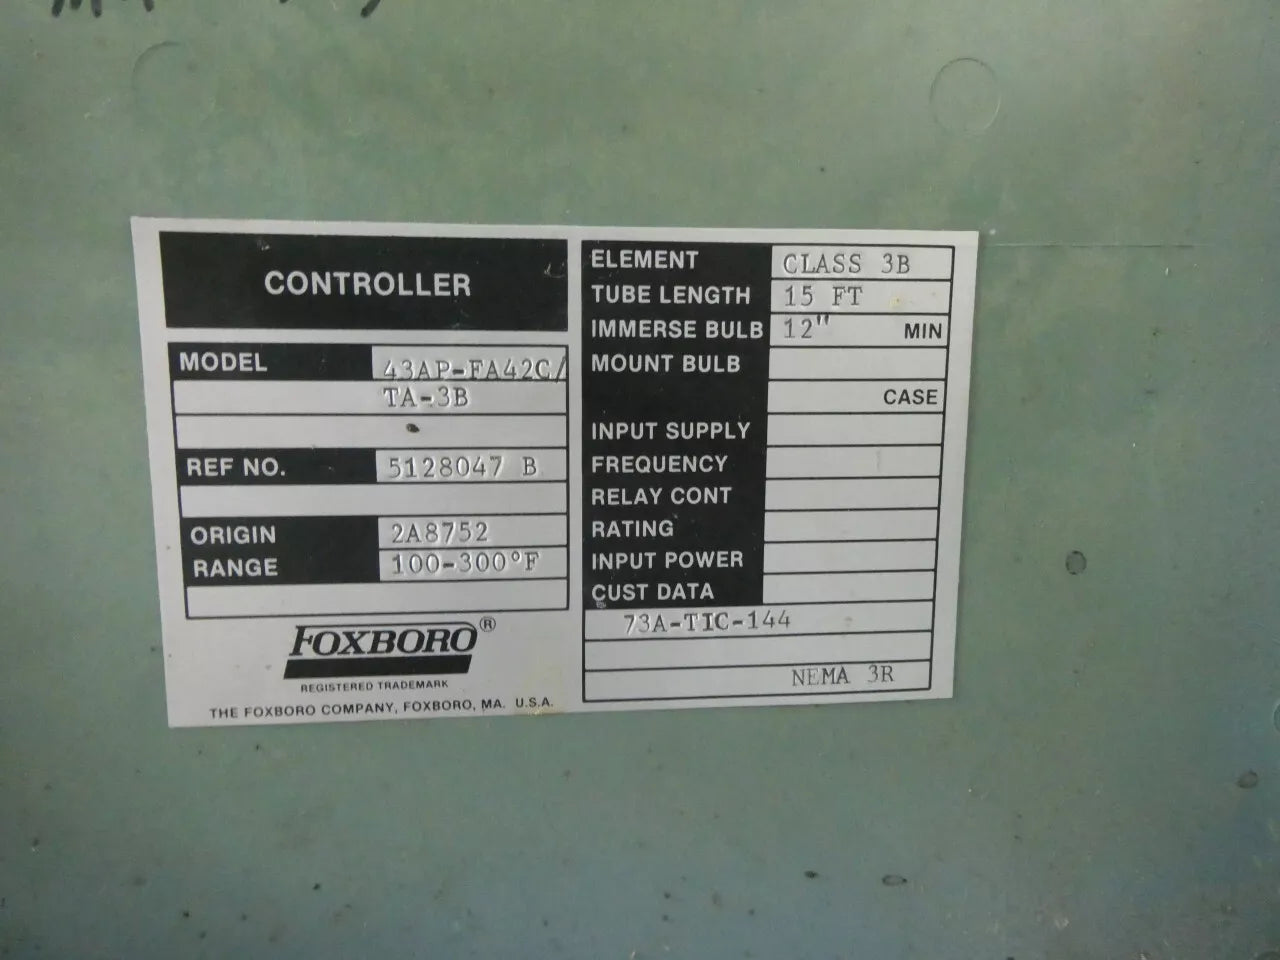 CONTROLLER
MODEL 43AP-FA42C/
TA-3B
REF NO. 5128047 B
ORIGIN 2A8752
RANGE 100-300°F
FOXBORO®
REGISTERED TRADEMARK
THE FOXBORO COMPANY, FOXBORO, MA. U.S.A.
ELEMENT CLASS 3B
TUBE LENGTH 15 FT
IMMERSE BULB 12" MIN
MOUNT BULB
CASE
INPUT SUPPLY
FREQUENCY
RELAY CONT
RATING
INPUT POWER
CUST DATA
73A-TIC-144
NEMA 3R